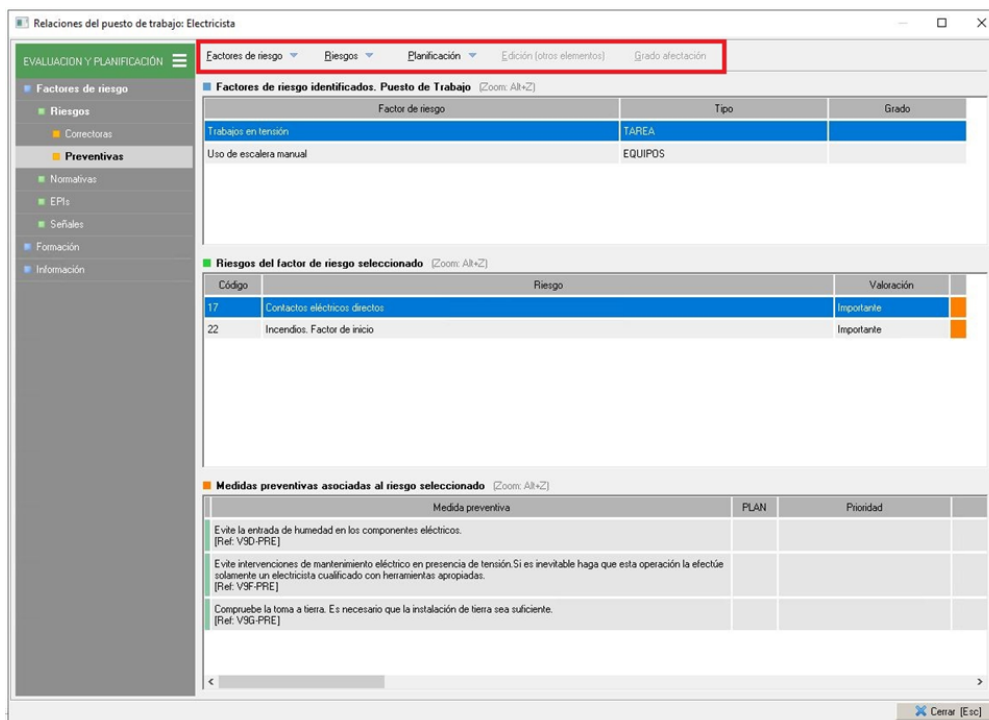 Relaciones del puesto de trabajo: Electricista
EVALUACION Y PLANIFICACIÓN
Factores de riesgo
Riesgos
Correctoras
Preventivas
Normativas
EPIs
Señales
Formación
Información
Factores de riesgo Riesgos Planificación Edición (otros elementos) Grado afectación
Factores de riesgo identificados. Puesto de Trabajo (Zoom: Alt+Z)
Factor de riesgo Tipo Grado
Trabajos en tensión TAREA
Uso de escalera manual EQUIPOS
Riesgos del factor de riesgo seleccionado (Zoom: Alt+Z)
Código Riesgo Valoración
17 Contactos eléctricos directos Importante
22 Incendios. Factor de inicio Importante
Medidas preventivas asociadas al riesgo seleccionado (Zoom: Alt+Z)
Medida preventiva PLAN Prioridad
Evite la entrada de humedad en los componentes eléctricos.
[Ref: V9D-PRE]
Evite intervenciones de mantenimiento eléctrico en presencia de tensión.Si es inevitable haga que esta operación la efectúe
solamente un electricista cualificado con herramientas apropiadas.
[Ref: V9F-PRE]
Compruebe la toma a tierra. Es necesario que la instalación de tierra sea suficiente.
[Ref: V9G-PRE]
Cerrar [Esc]